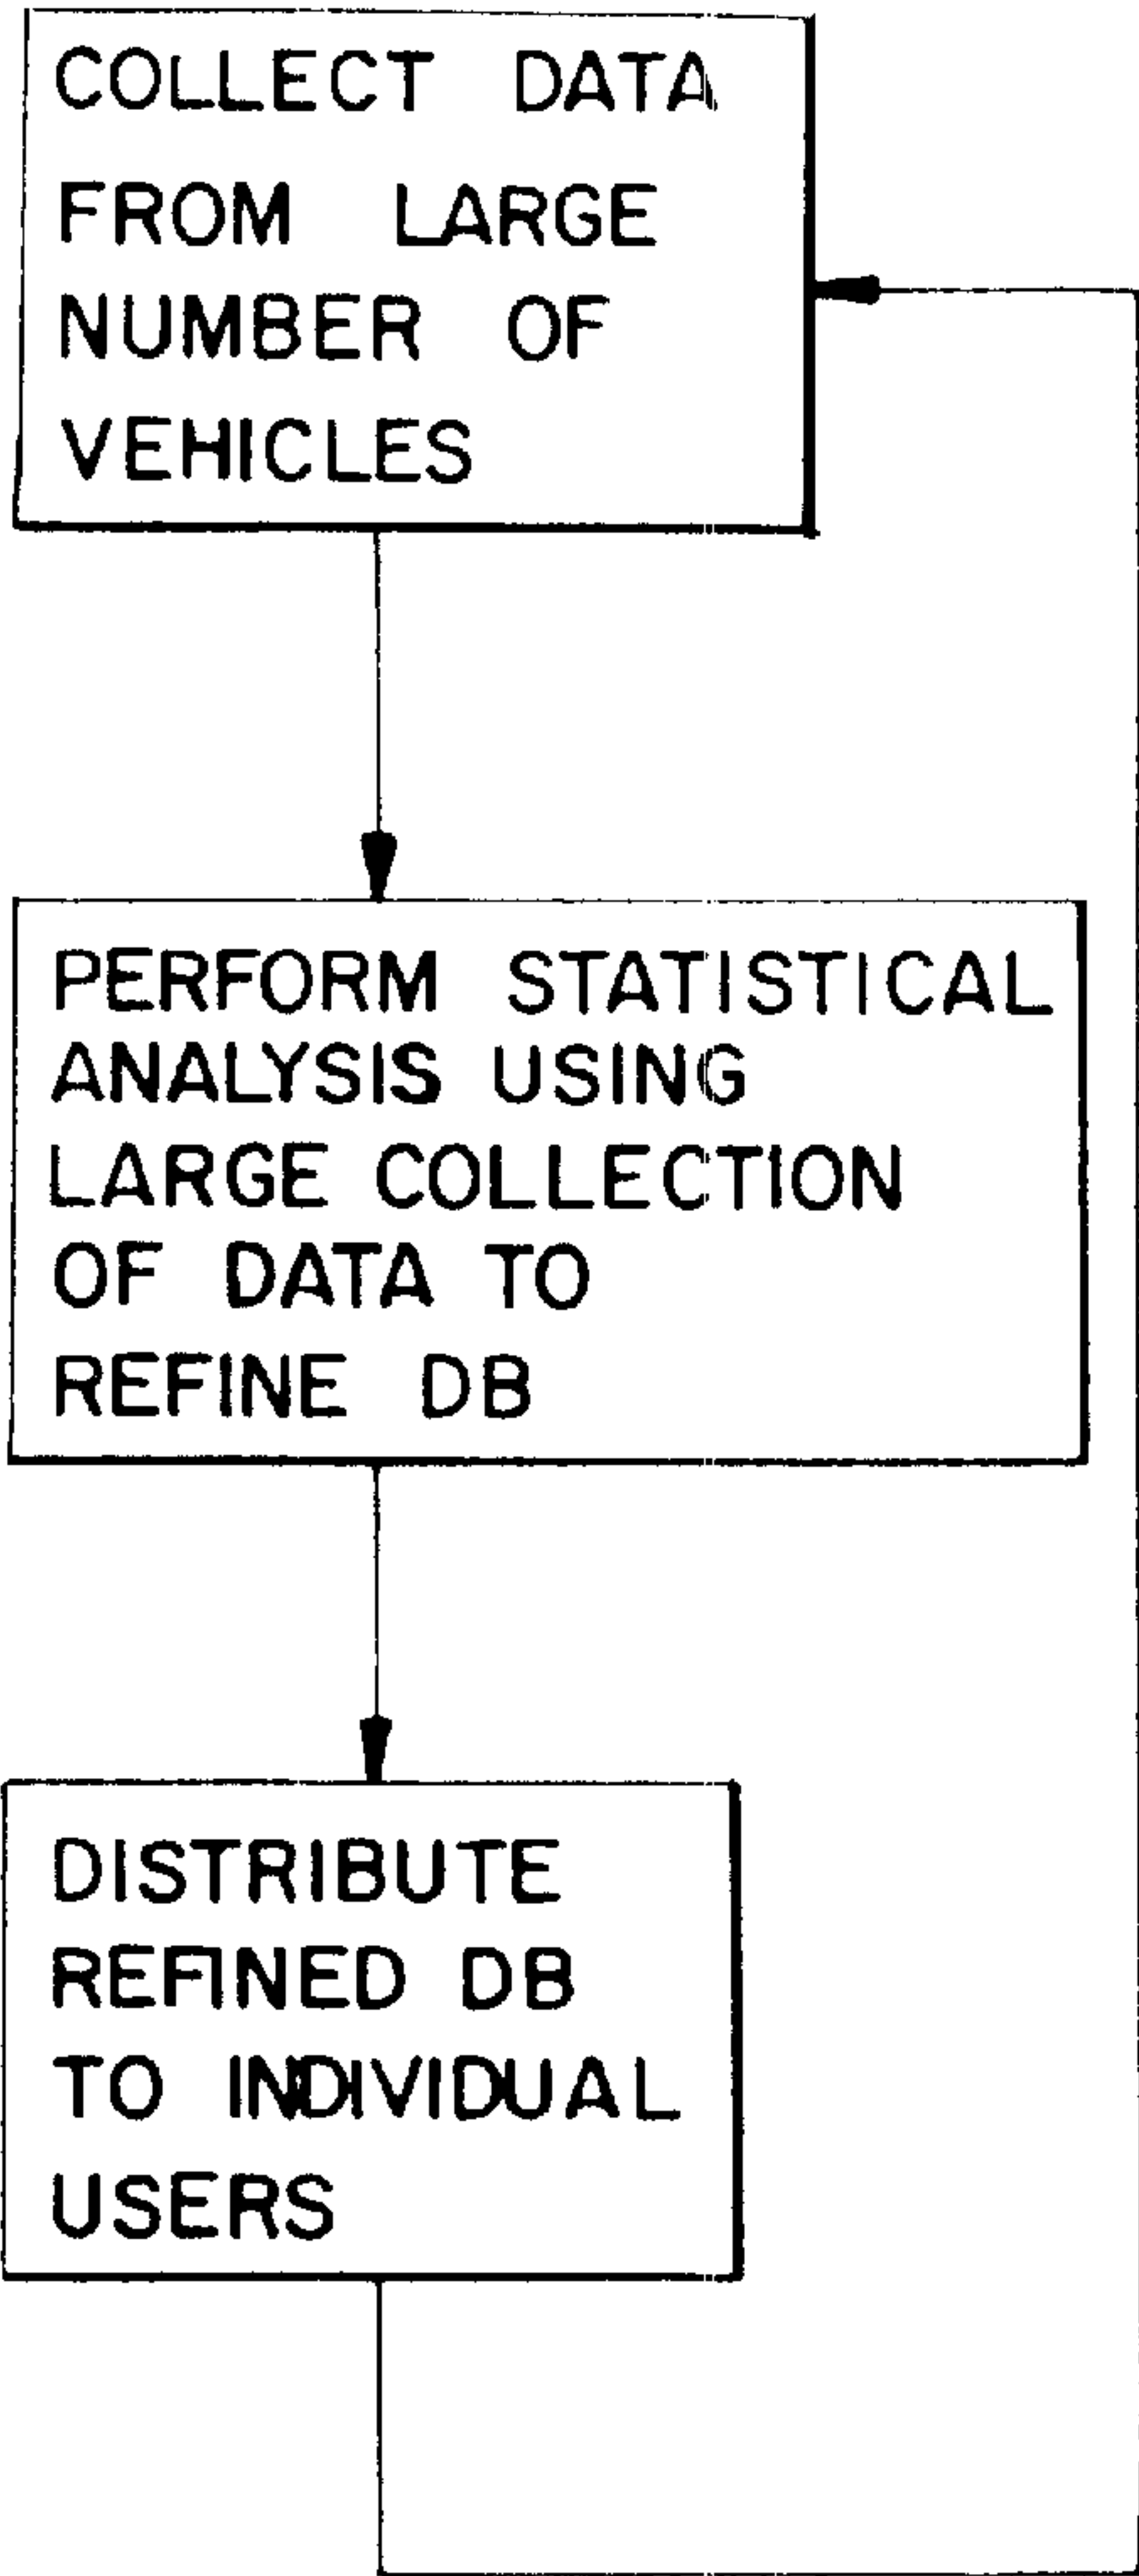 COLLECT DATA
FROM LARGE
NUMBER OF
VEHICLES
PERFORM STATISTICAL
ANALYSIS USING
LARGE COLLECTION
OF DATA TO
REFINE DB
DISTRIBUTE
REFINED DB
TO INDIVIDUAL
USERS